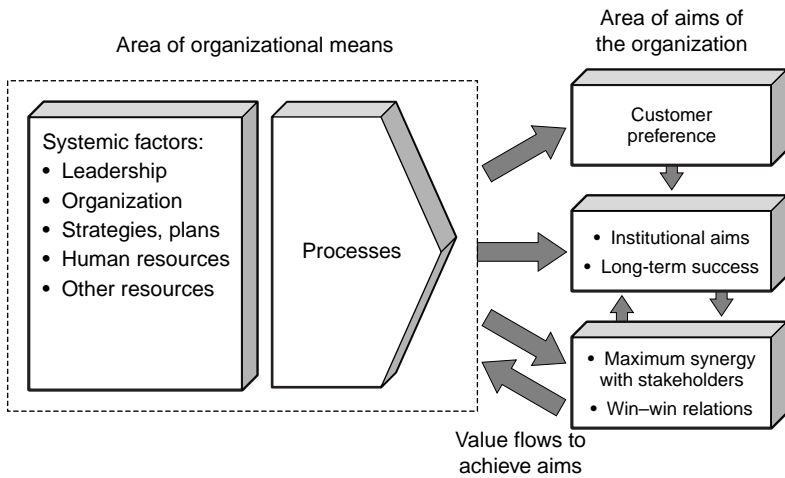 Area of organizational means
Area of aims of
the organization
Systemic factors:
• Leadership
• Organization
• Strategies, plans
• Human resources
• Other resources
Processes
Customer
preference
• Institutional aims
• Long-term success
• Maximum synergy
with stakeholders
• Win–win relations
Value flows to
achieve aims